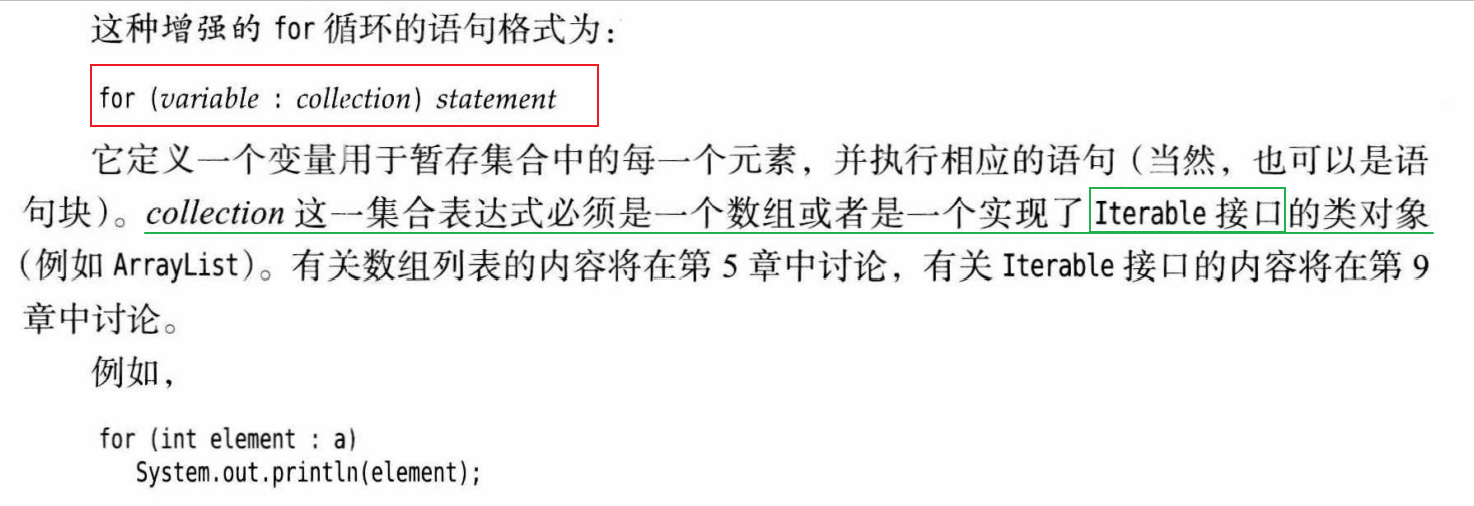 这种增强的 for 循环的语句格式为：
for (variable : collection) statement
它定义一个变量用于暂存集合中的每一个元素，并执行相应的语句（当然，也可以是语
句块）。collection 这一集合表达式必须是一个数组或者是一个实现了 Iterable 接口的类对象
（例如 ArrayList）。有关数组列表的内容将在第 5 章中讨论，有关 Iterable 接口的内容将在第 9
章中讨论。
例如，
for (int element : a)
System.out.println(element);